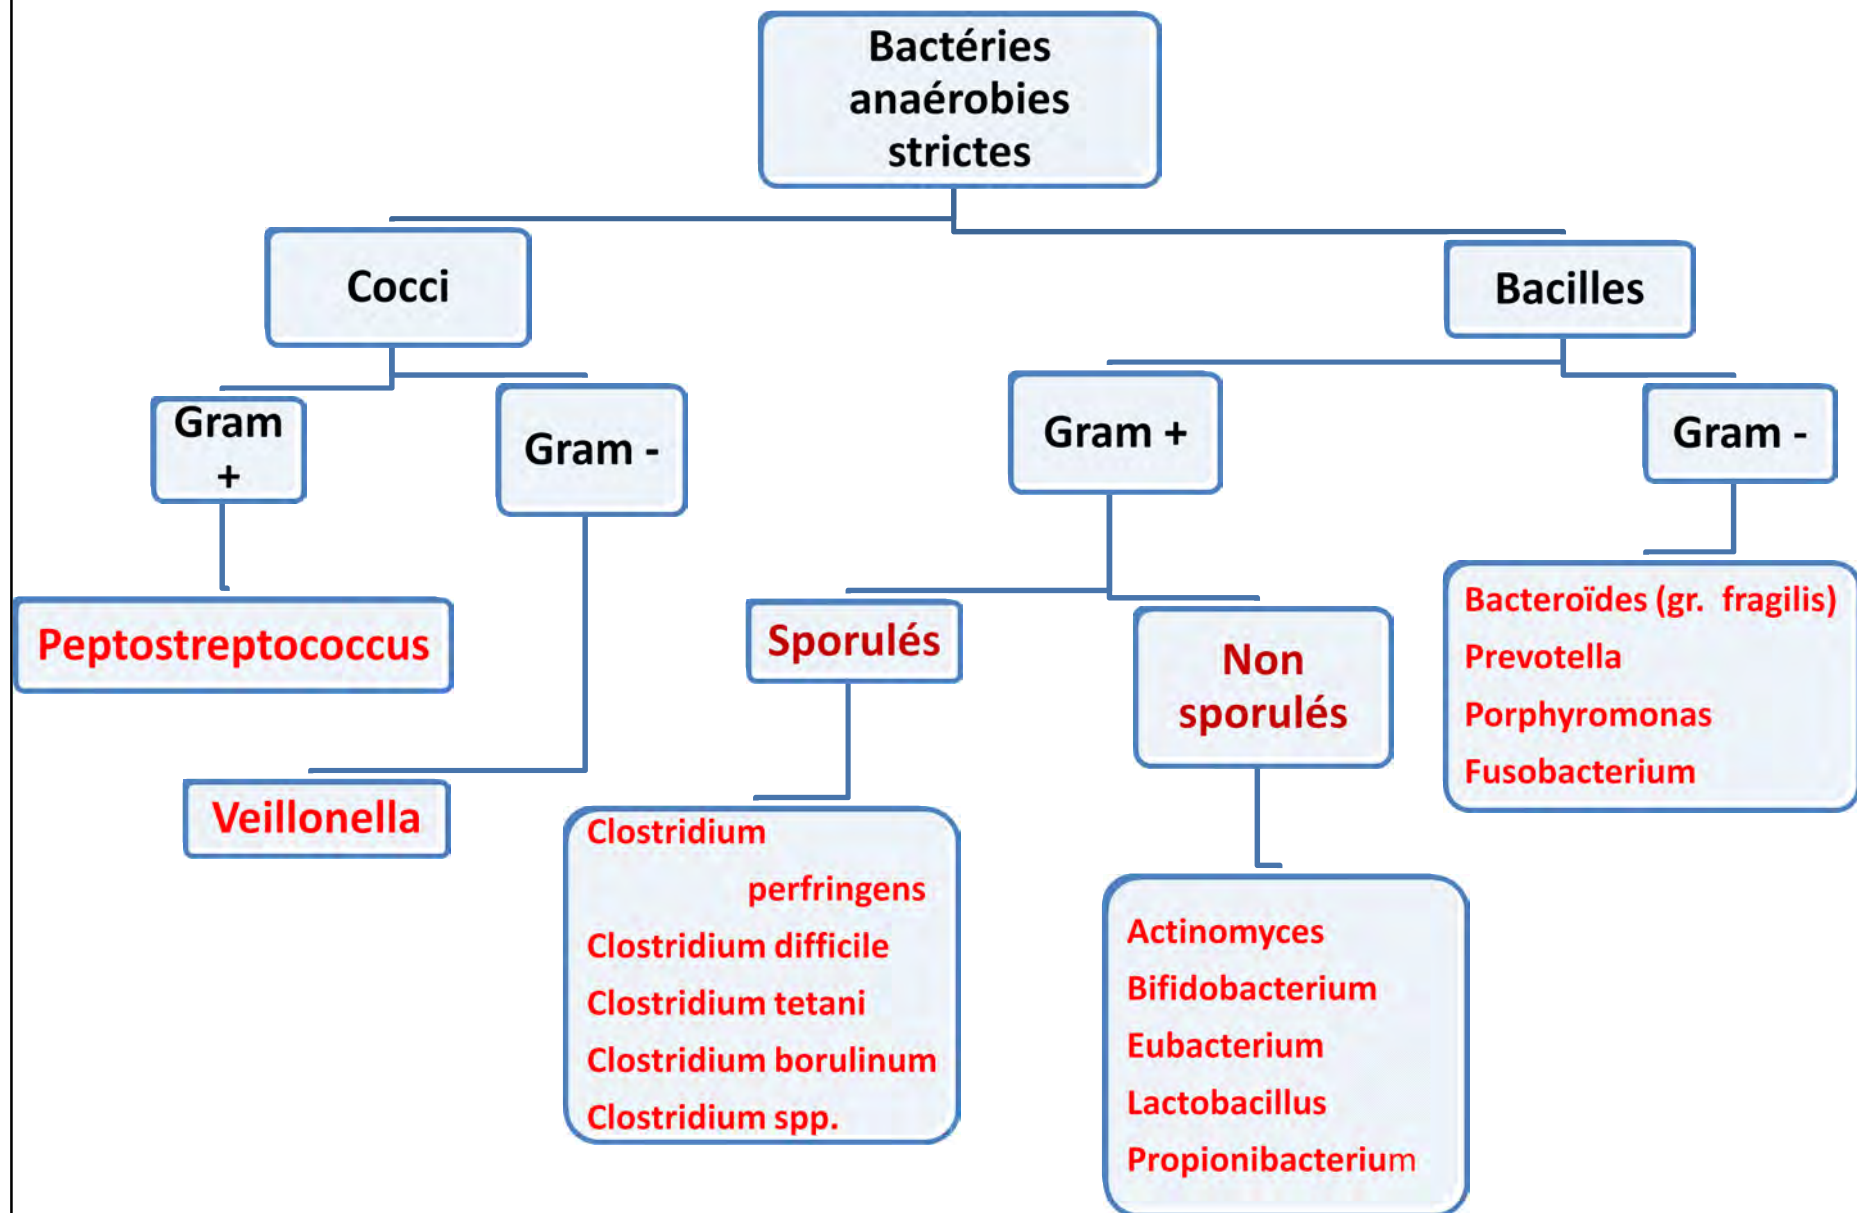 Bactéries
anaérobies
strictes
Cocci
Bacilles
Gram
+
Gram -
Gram +
Gram -
Peptostreptococcus
Veillonella
Sporulés
Non
sporulés
Bacteroïdes (gr. fragilis)
Prevotella
Porphyromonas
Fusobacterium
Clostridium
perfringens
Clostridium difficile
Clostridium tetani
Clostridium borulinum
Clostridium spp.
Actinomyces
Bifidobacterium
Eubacterium
Lactobacillus
Propionibacterium